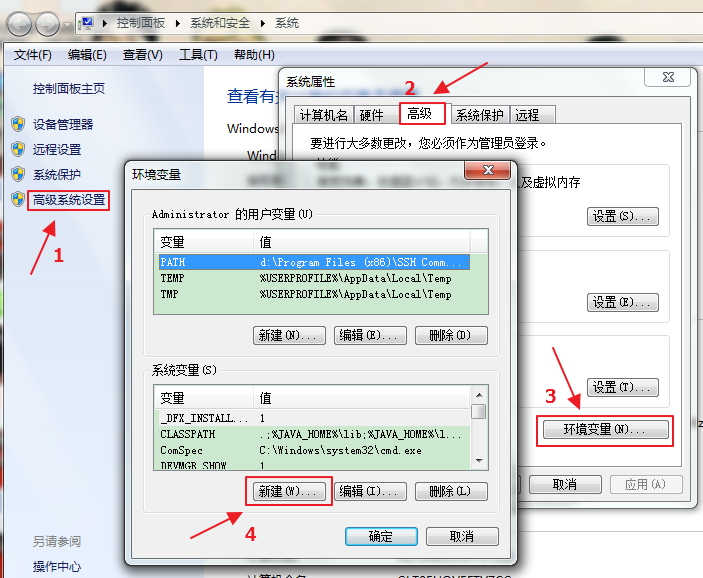 控制面板 ▸ 系统和安全 ▸ 系统
文件(F) 编辑(E) 查看(V) 工具(T) 帮助(H)
控制面板主页
设备管理器
远程设置
系统保护
高级系统设置
1
另请参阅
操作中心
查看有
Windows
Wind
系统属性
2
计算机名 硬件 高级 系统保护 远程
要进行大多数更改，您必须作为管理员登录。
及虚拟内存
设置(S)...
设置(E)...
设置(T)...
3
环境变量(N)...
取消 应用(A)
环境变量
Administrator 的用户变量(U)
变量 值
PATH d:\Program Files (x86)\SSH Comm...
TEMP %USERPROFILE%\AppData\Local\Temp
TMP %USERPROFILE%\AppData\Local\Temp
新建(N)... 编辑(E)... 删除(D)
系统变量(S)
变量 值
_DFX_INSTALL... 1
CLASSPATH .;%JAVA_HOME%\lib;%JAVA_HOME%\l...
ComSpec C:\Windows\system32\cmd.exe
DEVMGR_SHOW 1
新建(W)... 编辑(I)... 删除(L)
4
确定 取消